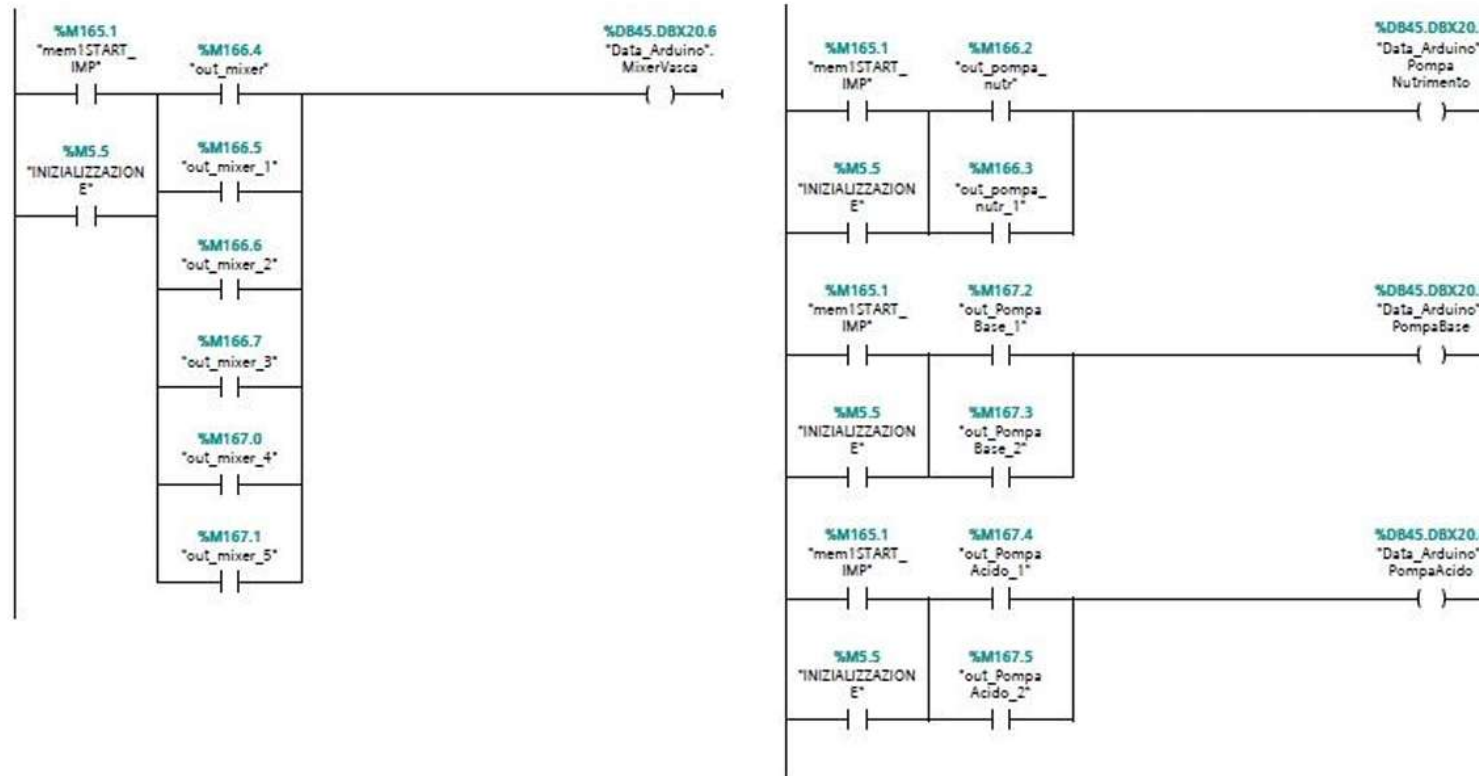 %M165.1
"mem1START_
IMP"
%M166.4
"out_mixer"
%DB45.DBX20.6
"Data_Arduino".
MixerVasca
%M5.5
"INIZIALIZZAZION
E"
%M166.5
"out_mixer_1"
%M166.6
"out_mixer_2"
%M166.7
"out_mixer_3"
%M167.0
"out_mixer_4"
%M167.1
"out_mixer_5"
%M165.1
"mem1START_
IMP"
%M166.2
"out_pompa_
nutr"
%DB45.DBX20.
"Data_Arduino"
Pompa
Nutrimento
%M5.5
"INIZIALIZZAZION
E"
%M166.3
"out_pompa_
nutr_1"
%M165.1
"mem1START_
IMP"
%M167.2
"out_Pompa
Base_1"
%DB45.DBX20.
"Data_Arduino"
PompaBase
%M5.5
"INIZIALIZZAZION
E"
%M167.3
"out_Pompa
Base_2"
%M165.1
"mem1START_
IMP"
%M167.4
"out_Pompa
Acido_1"
%DB45.DBX20.
"Data_Arduino"
PompaAcido
%M5.5
"INIZIALIZZAZION
E"
%M167.5
"out_Pompa
Acido_2"